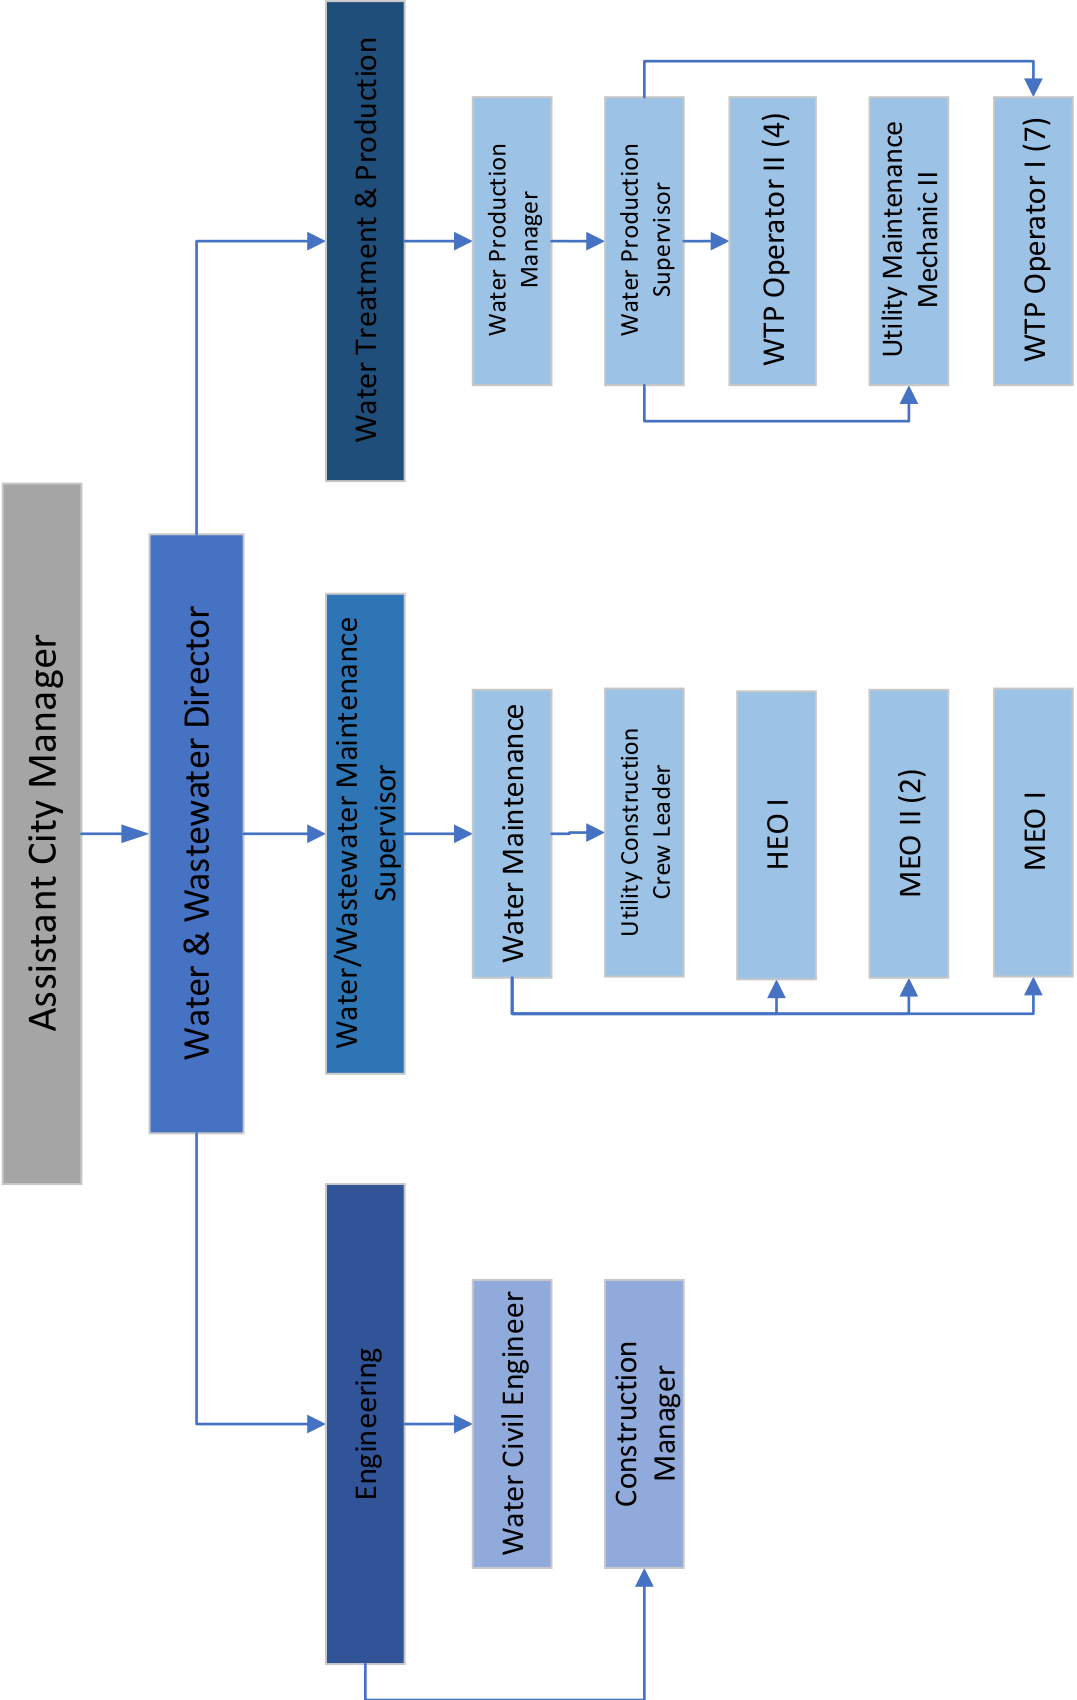 Assistant City Manager
Water & Wastewater Director
Engineering
Water Civil Engineer
Construction
Manager
Water/Wastewater Maintenance
Supervisor
Water Maintenance
Utility Construction
Crew Leader
HEO I
MEO II (2)
MEO I
Water Treatment & Production
Water Production
Manager
Water Production
Supervisor
WTP Operator II (4)
Utility Maintenance
Mechanic II
WTP Operator I (7)